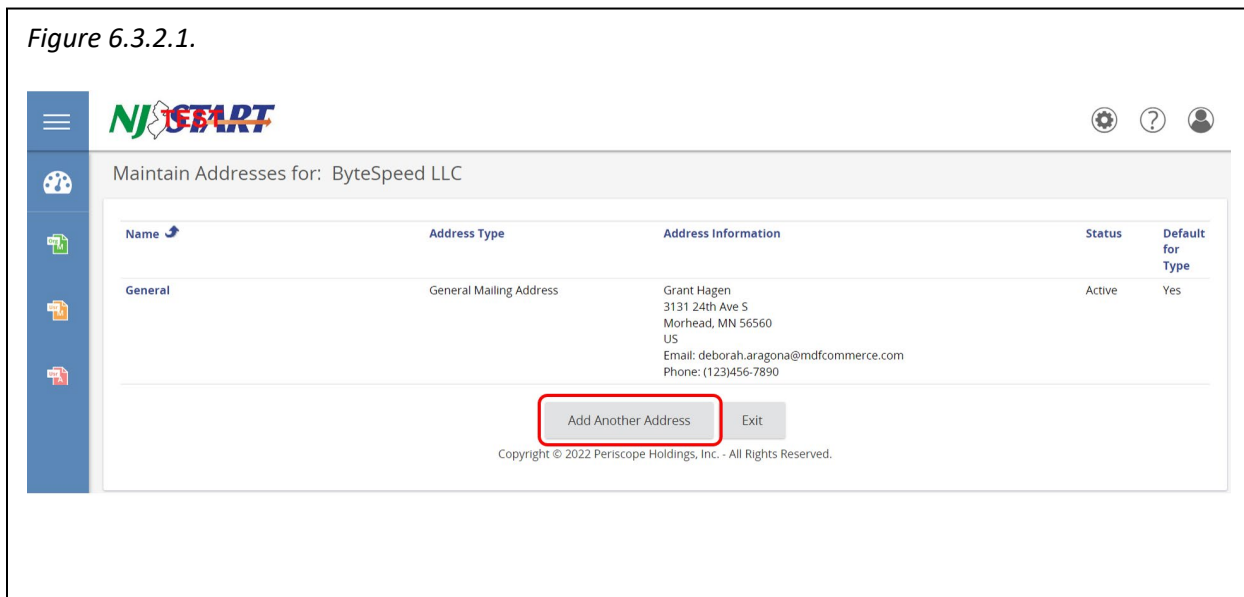 Figure 6.3.2.1.
NJSTART
TEST
Maintain Addresses for: ByteSpeed LLC
Name Address Type Address Information Status Default for Type
General General Mailing Address Grant Hagen Active Yes
3131 24th Ave S
Morhead, MN 56560
US
Email: deborah.aragona@mdfcommerce.com
Phone: (123)456-7890
Add Another Address Exit
Copyright © 2022 Periscope Holdings, Inc. - All Rights Reserved.